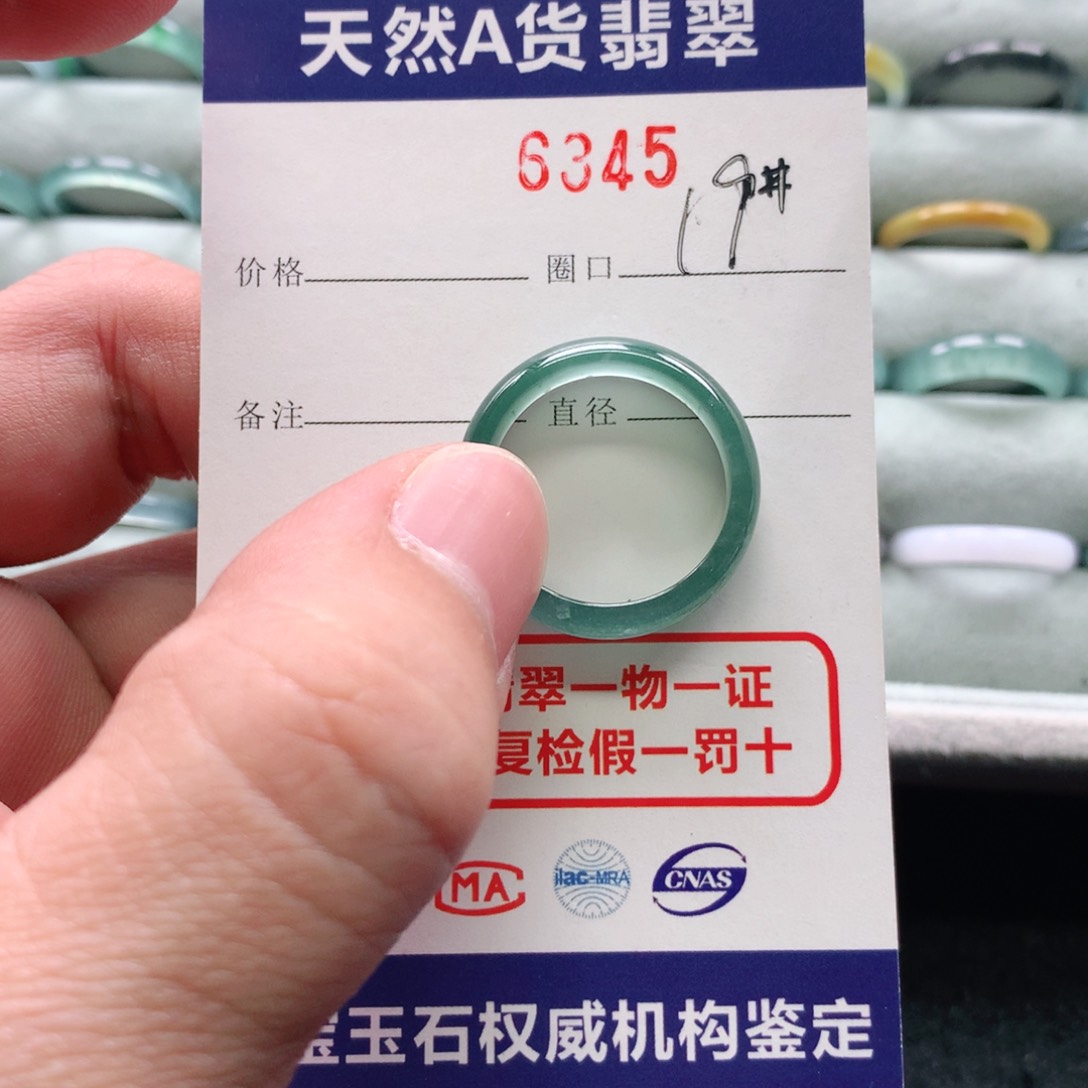 天然A货翡翠
6345
19#
价格 圈口
备注 直径
翡翠一物一证
复检假一罚十
MA ilac-MRA CNAS
宝玉石权威机构鉴定